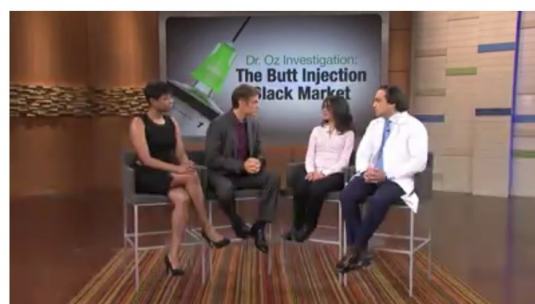 Dr. Oz Investigation:
The Butt Injection
Black Market